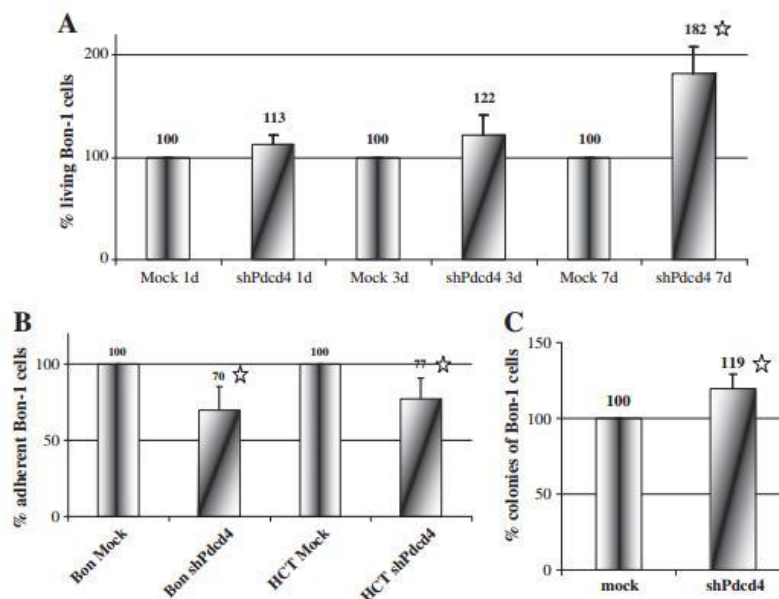 A
% living Bon-1 cells
200
100
0
100
113
100
122
100
182 ☆
Mock 1d
shPdcd4 1d
Mock 3d
shPdcd4 3d
Mock 7d
shPdcd4 7d
B
% adherent Bon-1 cells
100
50
0
100
70 ☆
100
77 ☆
Bon Mock
Bon shPdcd4
HCT Mock
HCT shPdcd4
C
% colonies of Bon-1 cells
150
100
50
0
100
119 ☆
mock
shPdcd4